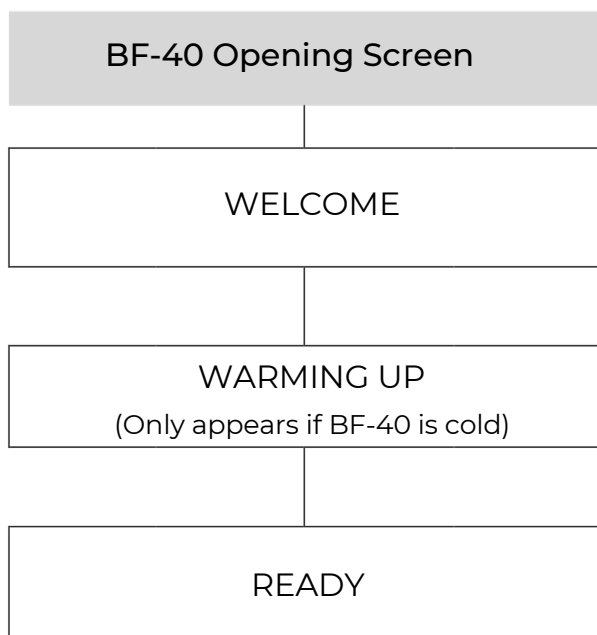 BF-40 Opening Screen
WELCOME
WARMING UP
(Only appears if BF-40 is cold)
READY